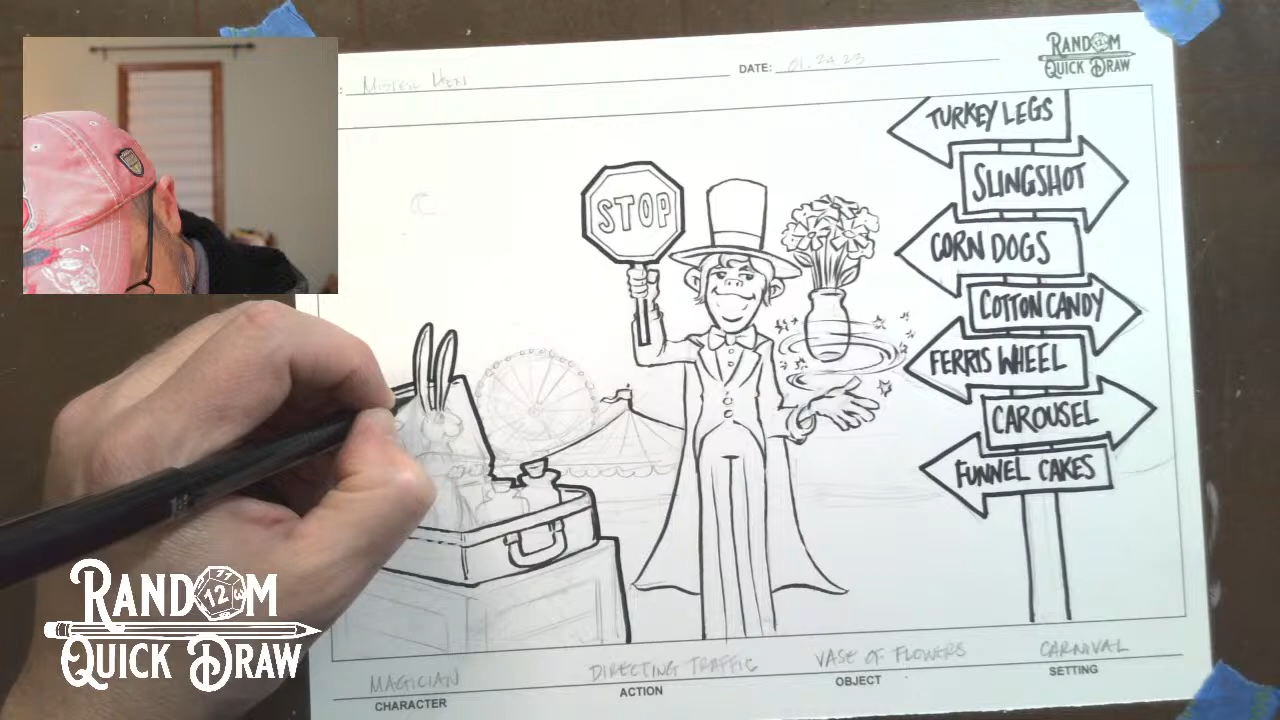 RANDOM
QUICK DRAW
DATE: 01.24.23
TURKEY LEGS
STOP
SLINGSHOT
CORN DOGS
COTTON CANDY
FERRIS WHEEL
CAROUSEL
FUNNEL CAKES
RANDOM
12
QUICK DRAW
MAGICIAN
DIRECTING TRAFFIC
VASE OF FLOWERS
CARNIVAL
CHARACTER
ACTION
OBJECT
SETTING